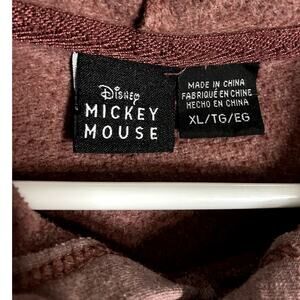 Disney
MICKEY
MOUSE
MADE IN CHINA
FABRIQUÉ EN CHINE
HECHO EN CHINA
XL/TG/EG